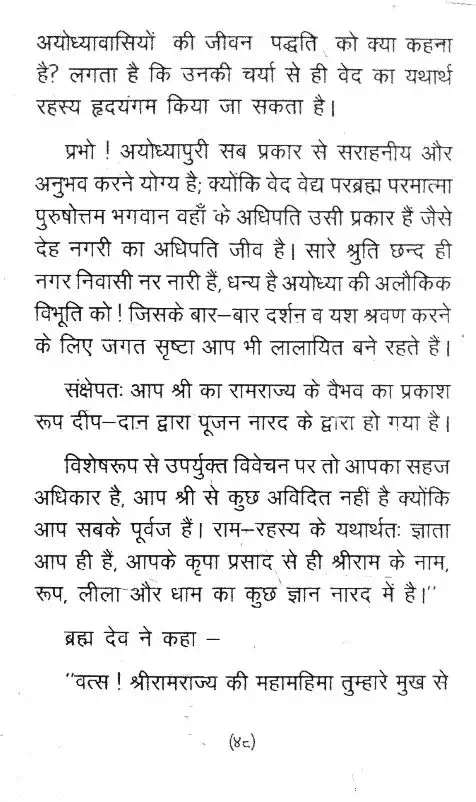 अयोध्यावासियों की जीवन पद्धति को क्या कहना
है? लगता है कि उनकी चर्या से ही वेद का यथार्थ
रहस्य हृदयंगम किया जा सकता है।
प्रभो ! अयोध्यापुरी सब प्रकार से सराहनीय और
अनुभव करने योग्य है; क्योंकि वेद वेद्य परब्रह्म परमात्मा
पुरुषोत्तम भगवान वहाँ के अधिपति उसी प्रकार हैं जैसे
देह नगरी का अधिपति जीव है। सारे श्रुति छन्द ही
नगर निवासी नर नारी हैं, धन्य है अयोध्या की अलौकिक
विभूति को ! जिसके बार–बार दर्शन व यश श्रवण करने
के लिए जगत सृष्टा आप भी लालायित बने रहते हैं।
संक्षेपतः आप श्री का रामराज्य के वैभव का प्रकाश
रूप दीप–दान द्वारा पूजन नारद के द्वारा हो गया है।
विशेषरूप से उपर्युक्त विवेचन पर तो आपका सहज
अधिकार है, आप श्री से कुछ अविदित नहीं है क्योंकि
आप सबके पूर्वज हैं। राम–रहस्य के यथार्थतः ज्ञाता
आप ही हैं, आपके कृपा प्रसाद से ही श्रीराम के नाम,
रूप, लीला और धाम का कुछ ज्ञान नारद में है।"
ब्रह्म देव ने कहा –
"वत्स ! श्रीरामराज्य की महामहिमा तुम्हारे मुख से
(४८)